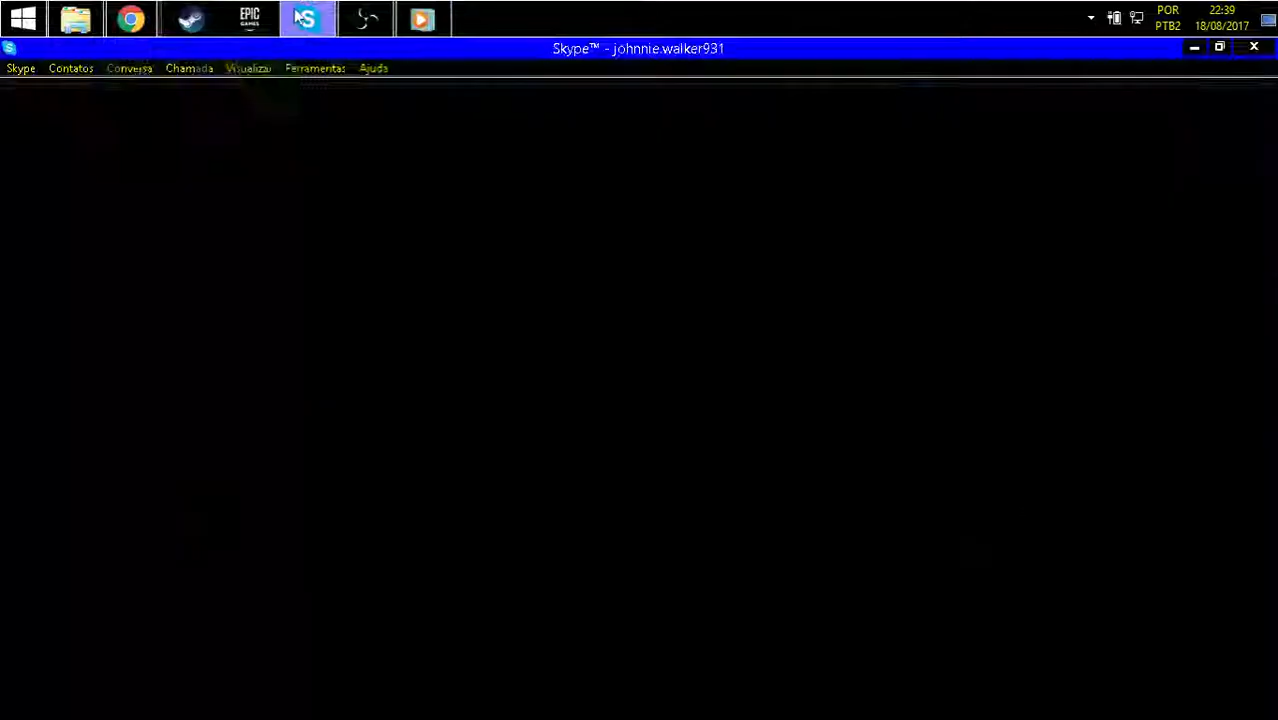 EPIC
GAMES
POR
PTB2
22:39
18/08/2017
Skype™ - johnnie.walker931
Skype Contatos Conversa Chamada Visualizar Ferramentas Ajuda